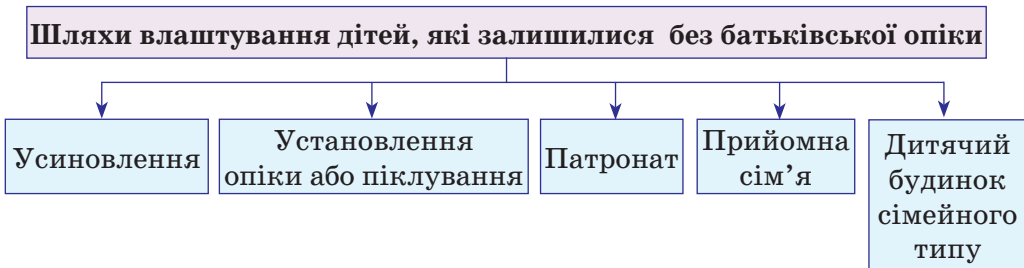 Шляхи влаштування дітей, які залишилися без батьківської опіки
Усиновлення
Установлення
опіки або піклування
Патронат
Прийомна
сім’я
Дитячий
будинок
сімейного
типу